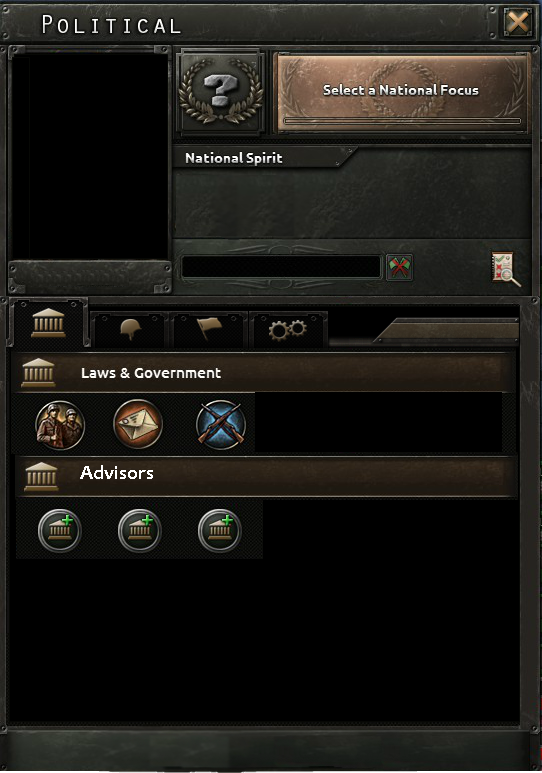 Political
Select a National Focus
National Spirit
Laws & Government
Advisors